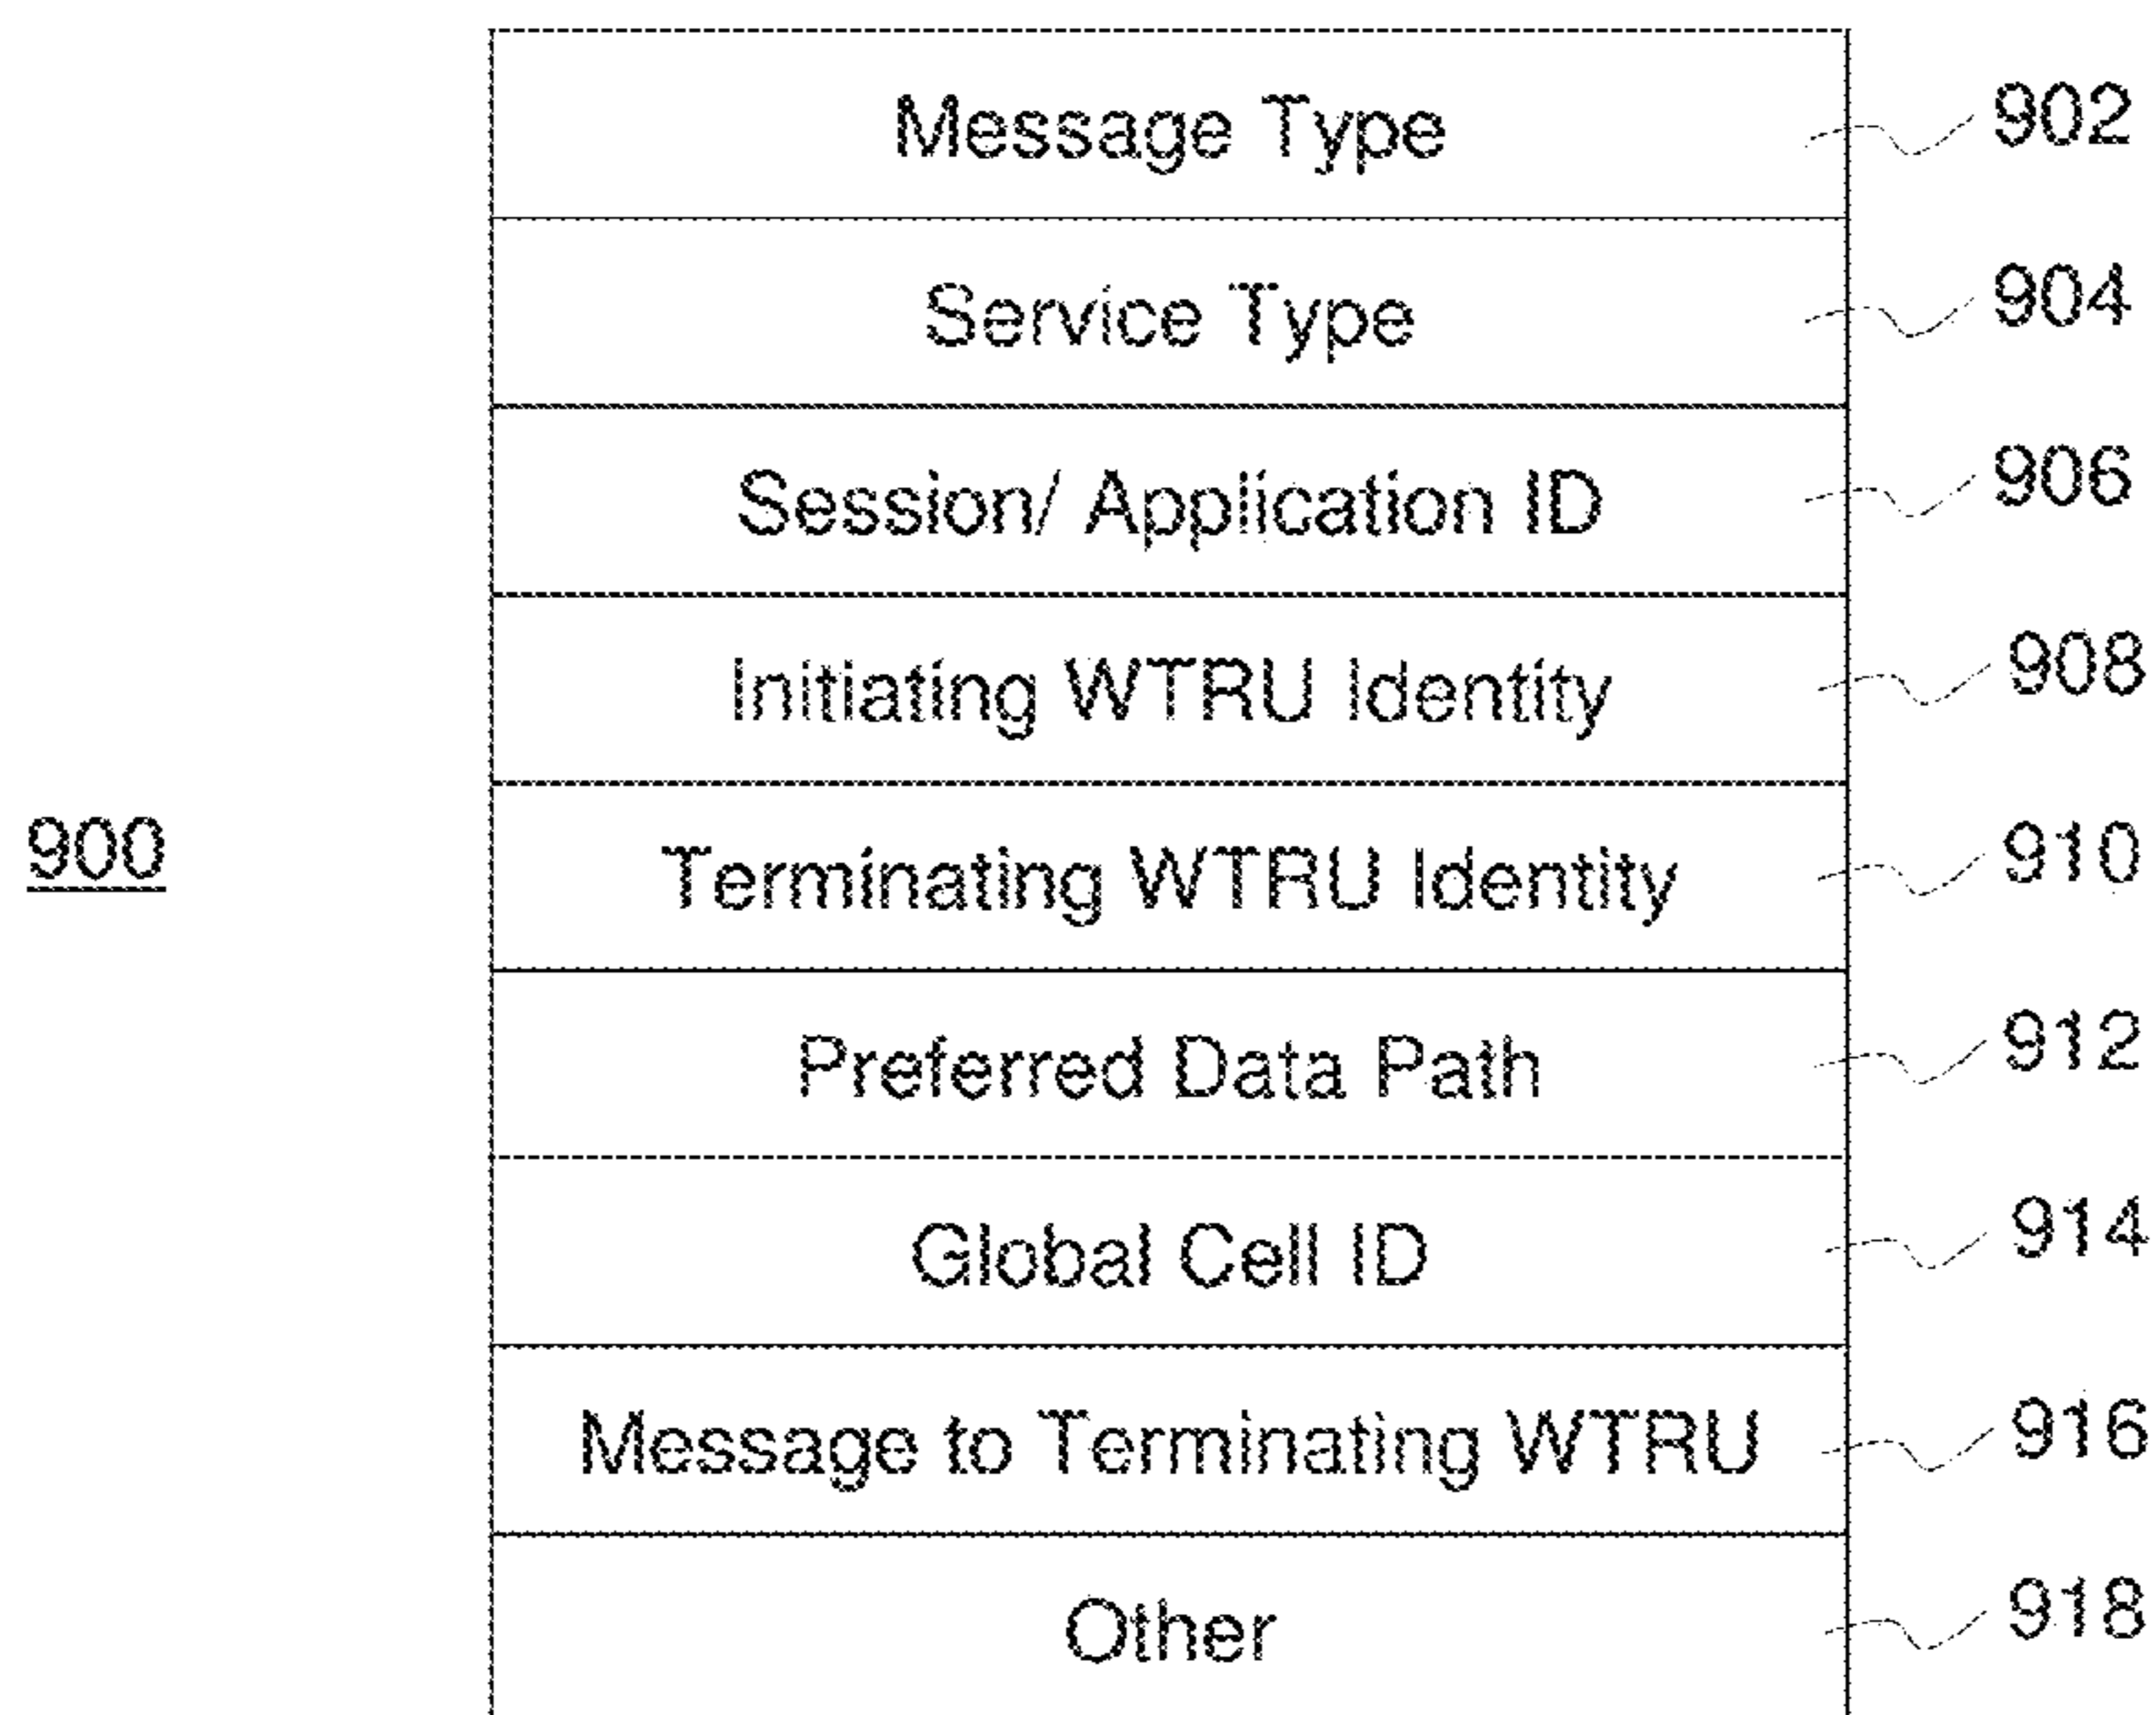 Message Type 902
Service Type 904
Session/ Application ID 906
Initiating WTRU Identity 908
900 Terminating WTRU Identity 910
Preferred Data Path 912
Global Cell ID 914
Message to Terminating WTRU 916
Other 918